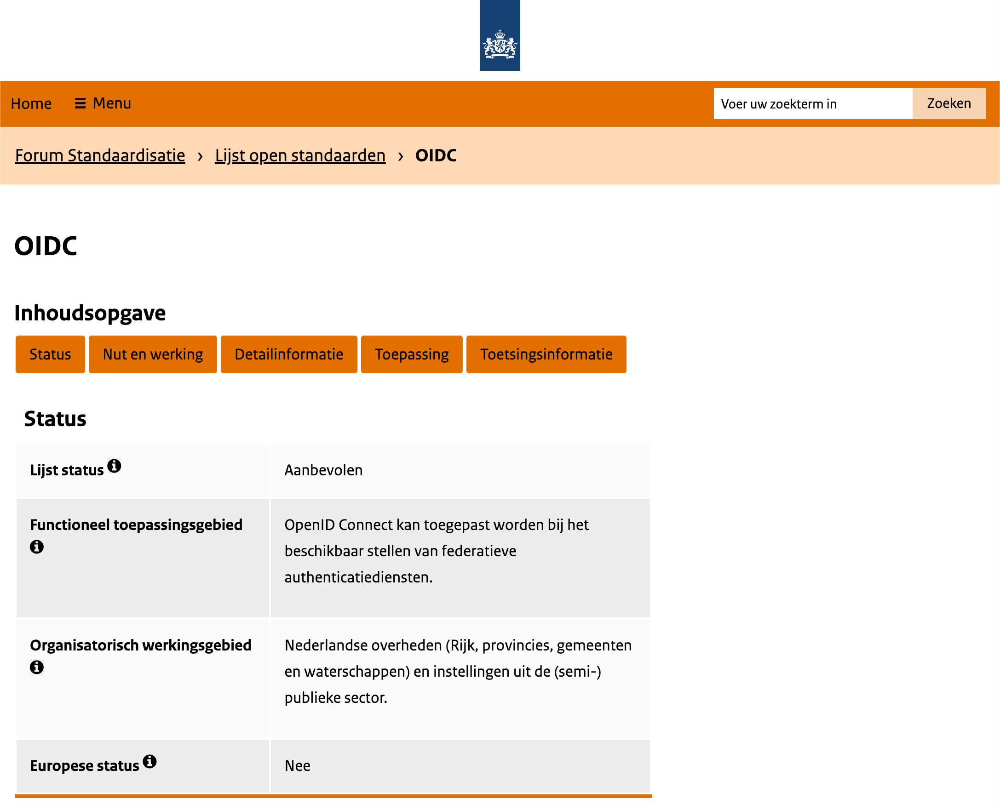 Home
Menu
Voer uw zoekterm in
Zoeken
Forum Standaardisatie › Lijst open standaarden › OIDC
OIDC
Inhoudsopgave
Status
Nut en werking
Detailinformatie
Toepassing
Toetsingsinformatie
Status
Lijst status
Aanbevolen
Functioneel toepassingsgebied
OpenID Connect kan toegepast worden bij het
beschikbaar stellen van federatieve
authenticatiediensten.
Organisatorisch werkingsgebied
Nederlandse overheden (Rijk, provincies, gemeenten
en waterschappen) en instellingen uit de (semi-)
publieke sector.
Europese status
Nee